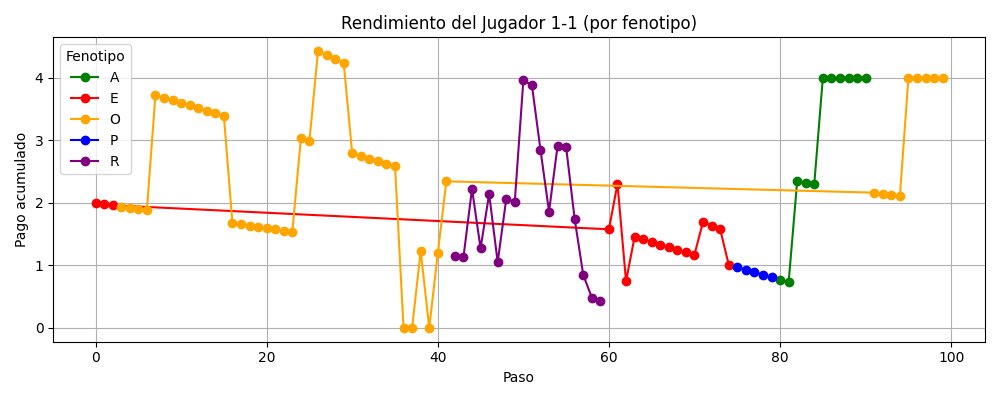 Rendimiento del Jugador 1-1 (por fenotipo)
Fenotipo
A
E
O
P
R
Pago acumulado
4
3
2
1
0
0 20 40 60 80 100
Paso